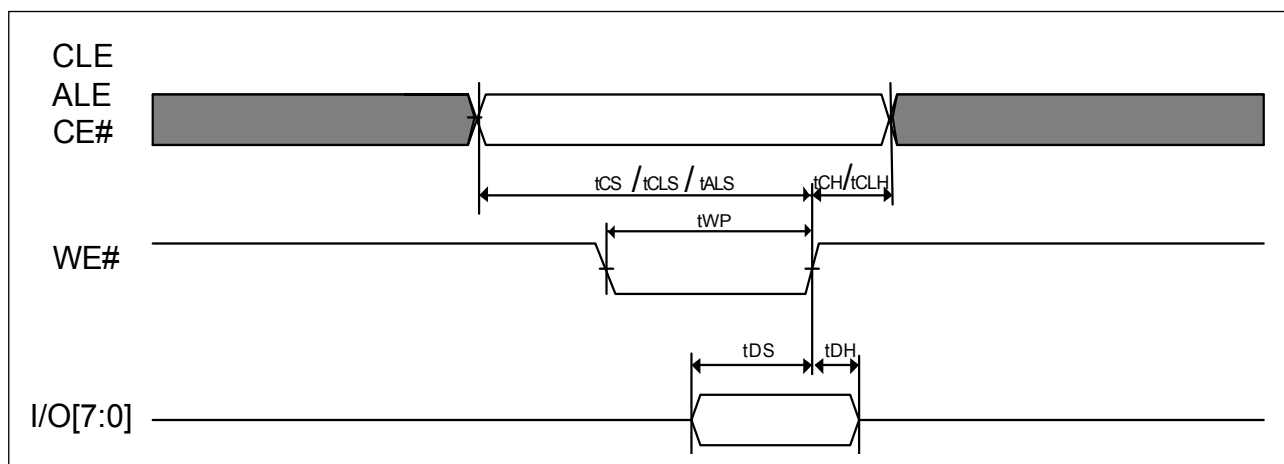 CLE
ALE
CE#
tCS / tCLS / tALS
tCH/tCLH
tWP
WE#
tDS
tDH
I/O[7:0]